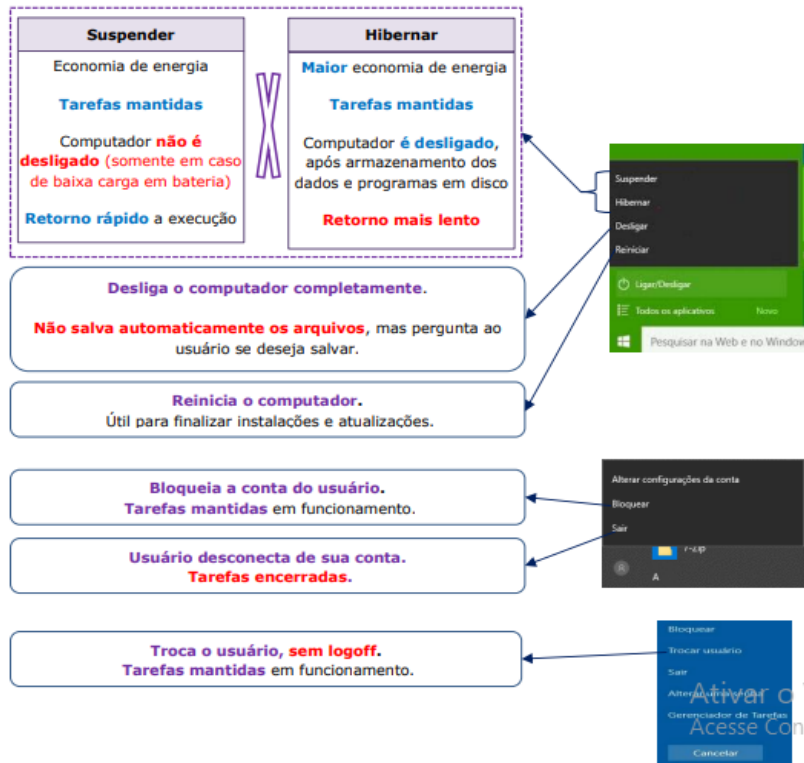 Suspender
Economia de energia
Tarefas mantidas
Computador não é
desligado (somente em caso
de baixa carga em bateria)
Retorno rápido a execução
Hibernar
Maior economia de energia
Tarefas mantidas
Computador é desligado,
após armazenamento dos
dados e programas em disco
Retorno mais lento
Suspender
Hibernar
Desligar
Reiniciar
Ligar/Desligar
Todos os aplicativos
Novo
Pesquisar na Web e no Window
Desliga o computador completamente.
Não salva automaticamente os arquivos, mas pergunta ao
usuário se deseja salvar.
Reinicia o computador.
Útil para finalizar instalações e atualizações.
Bloqueia a conta do usuário.
Tarefas mantidas em funcionamento.
Usuário desconecta de sua conta.
Tarefas encerradas.
Alterar configurações da conta
Bloquear
Sair
7-Zip
A
Troca o usuário, sem logoff.
Tarefas mantidas em funcionamento.
Bloquear
Trocar usuário
Sair
Alterar uma senha
Gerenciador de Tarefas
Cancelar
Ativar o
Acesse Con